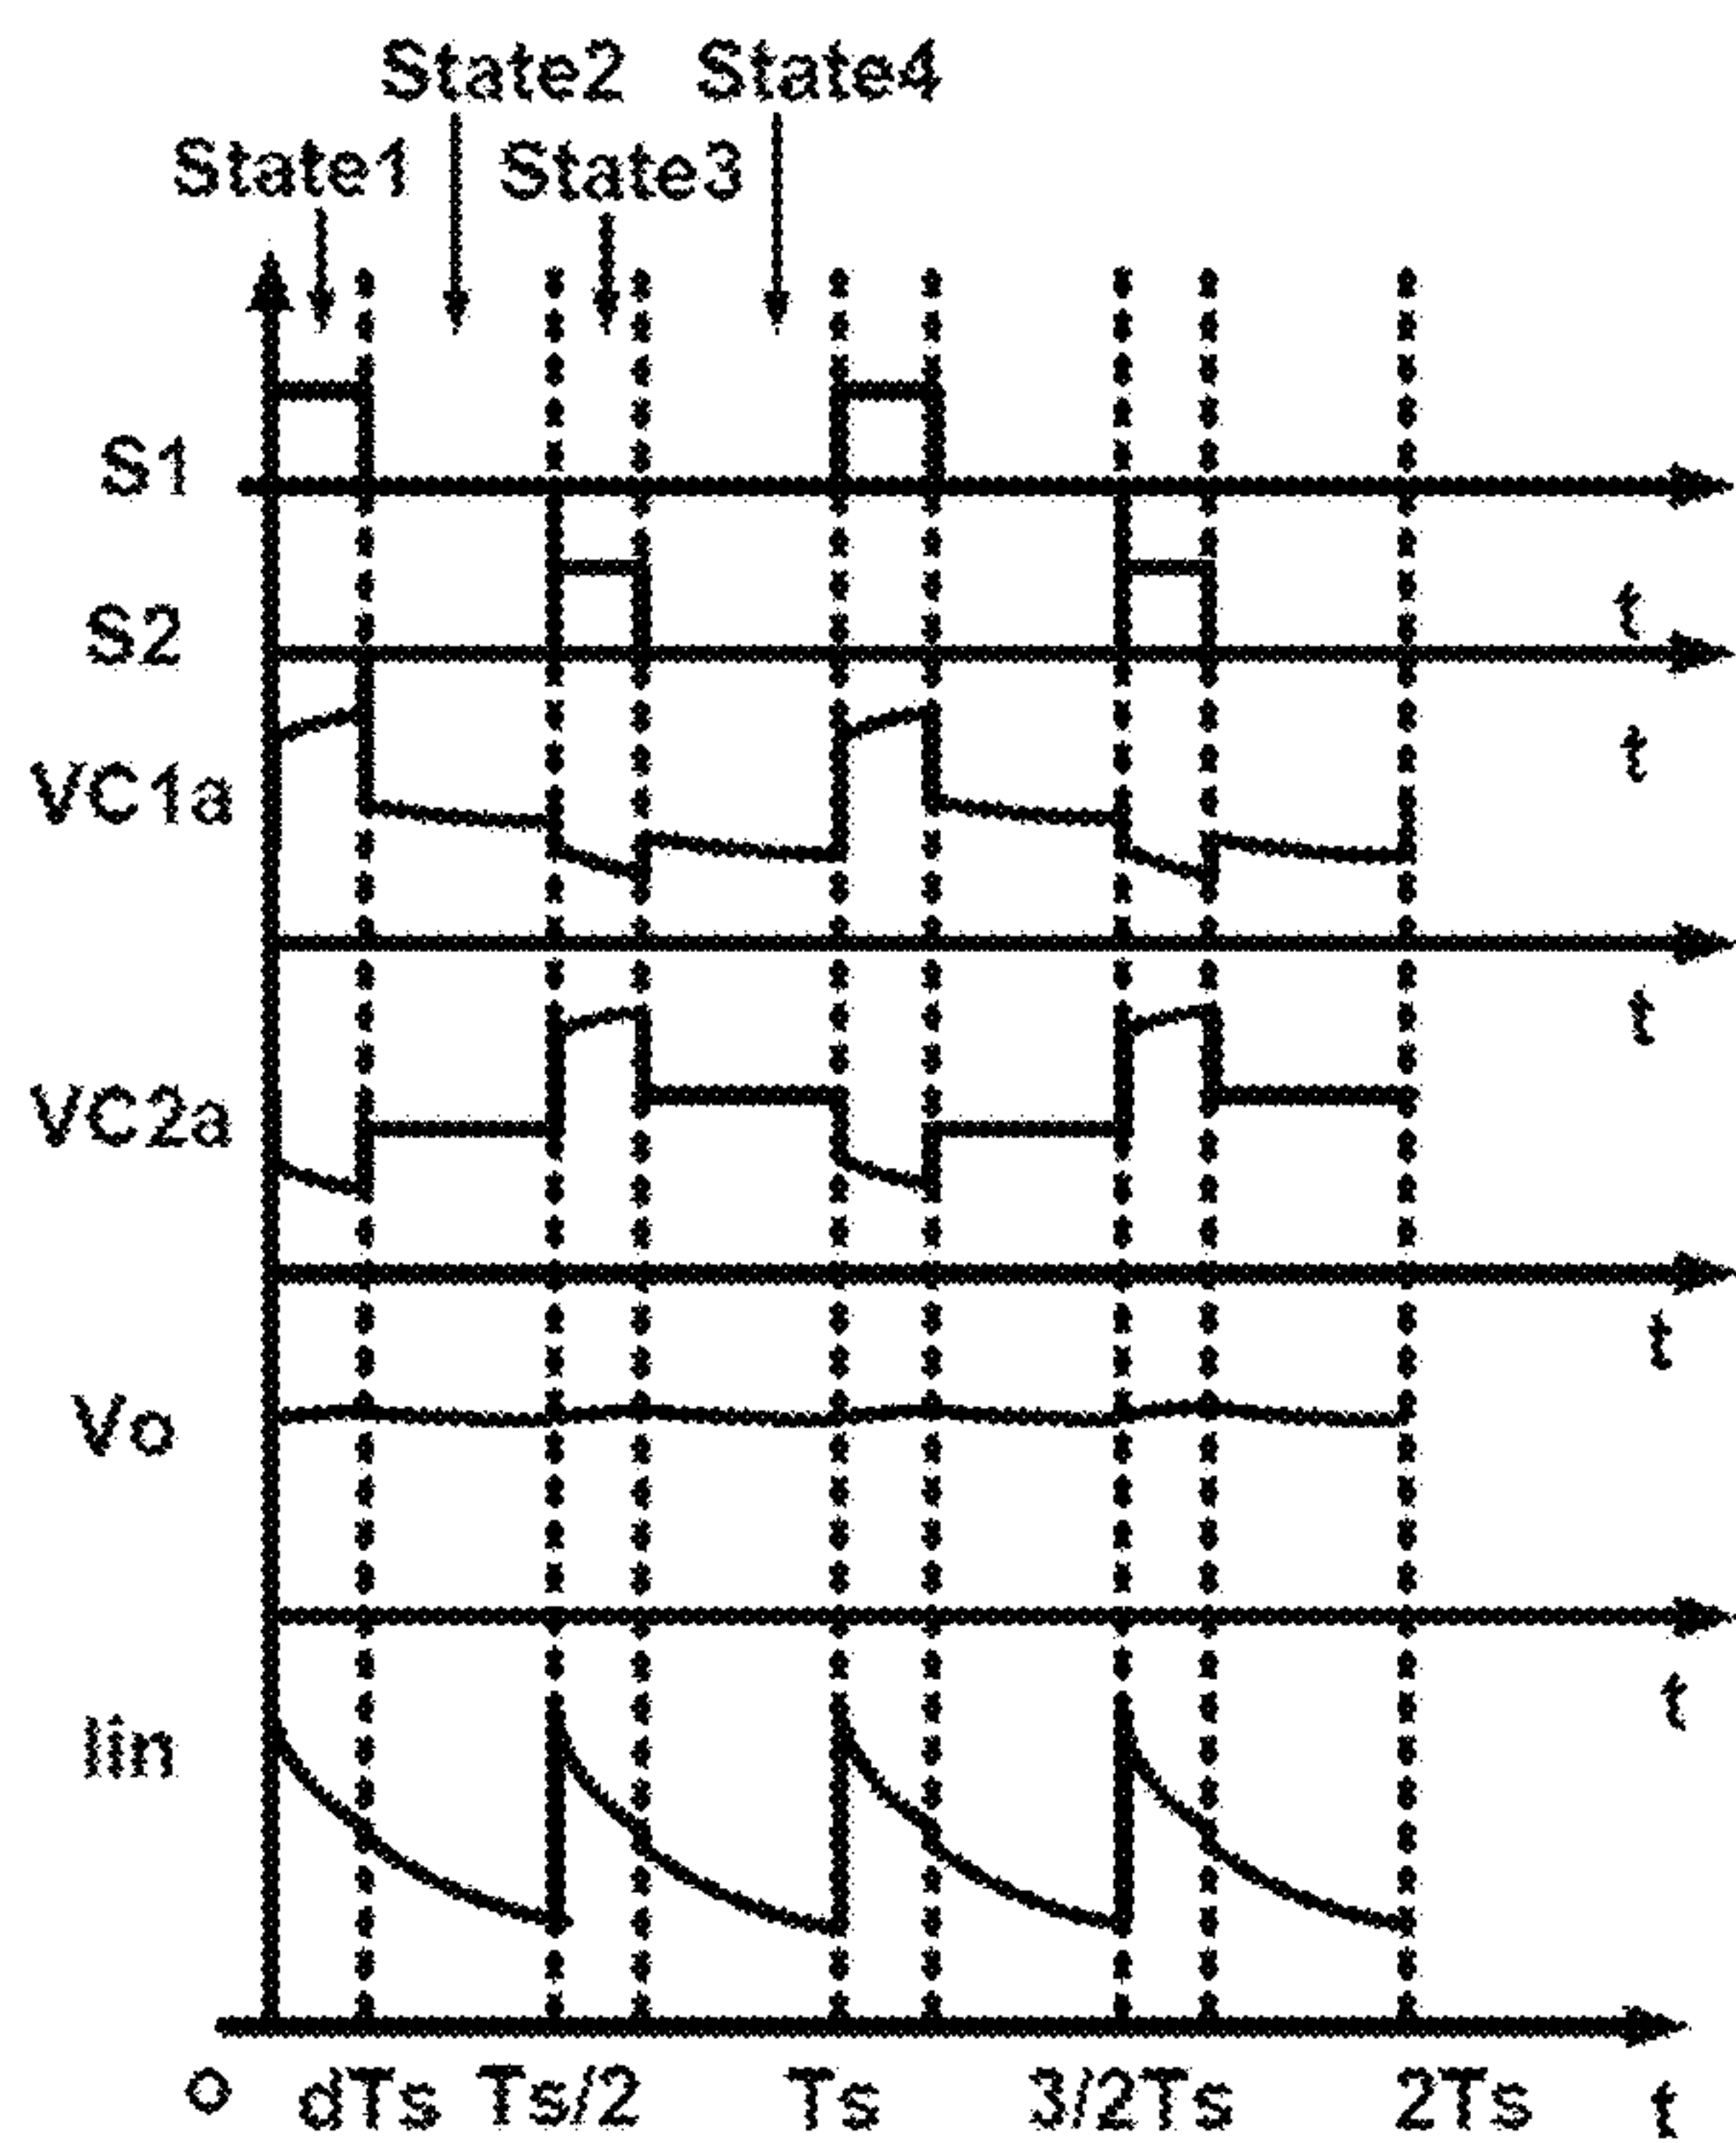 State2 State4
State1 State3
S1
t
S2
t
VC1a
t
VC2a
t
Vo
t
Iin
O dTs Ts/2 Ts 3/2Ts 2Ts t